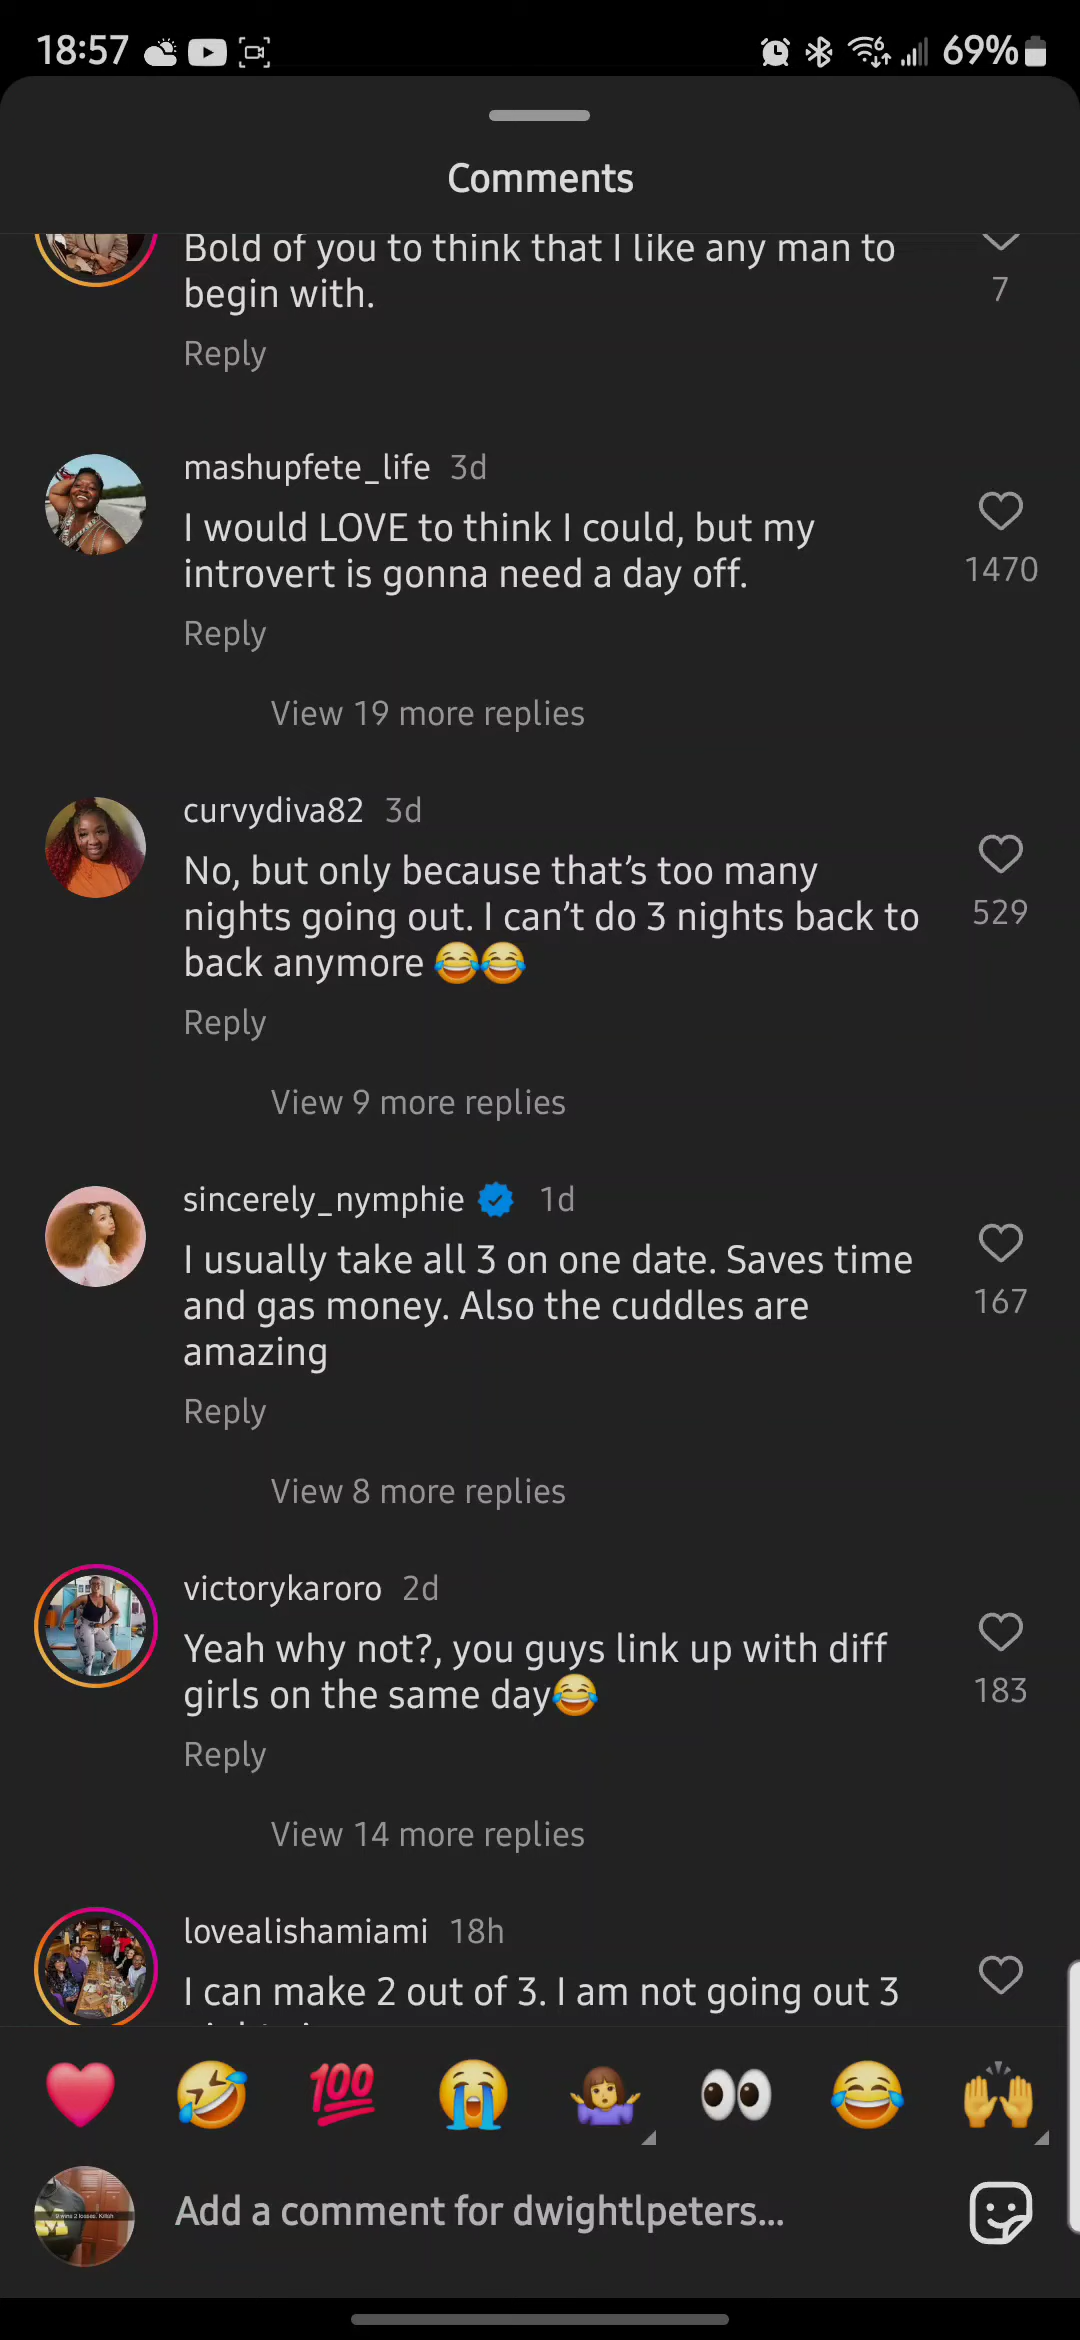 18:57
69%
Comments
Bold of you to think that I like any man to
begin with.
7
Reply
mashupfete_life 3d
I would LOVE to think I could, but my
introvert is gonna need a day off.
1470
Reply
View 19 more replies
curvydiva82 3d
No, but only because that’s too many
nights going out. I can’t do 3 nights back to
back anymore 😂😂
529
Reply
View 9 more replies
sincerely_nymphie 1d
I usually take all 3 on one date. Saves time
and gas money. Also the cuddles are
amazing
167
Reply
View 8 more replies
victorykaroro 2d
Yeah why not?, you guys link up with diff
girls on the same day😂
183
Reply
View 14 more replies
lovealishamiami 18h
I can make 2 out of 3. I am not going out 3
Add a comment for dwightlpeters...